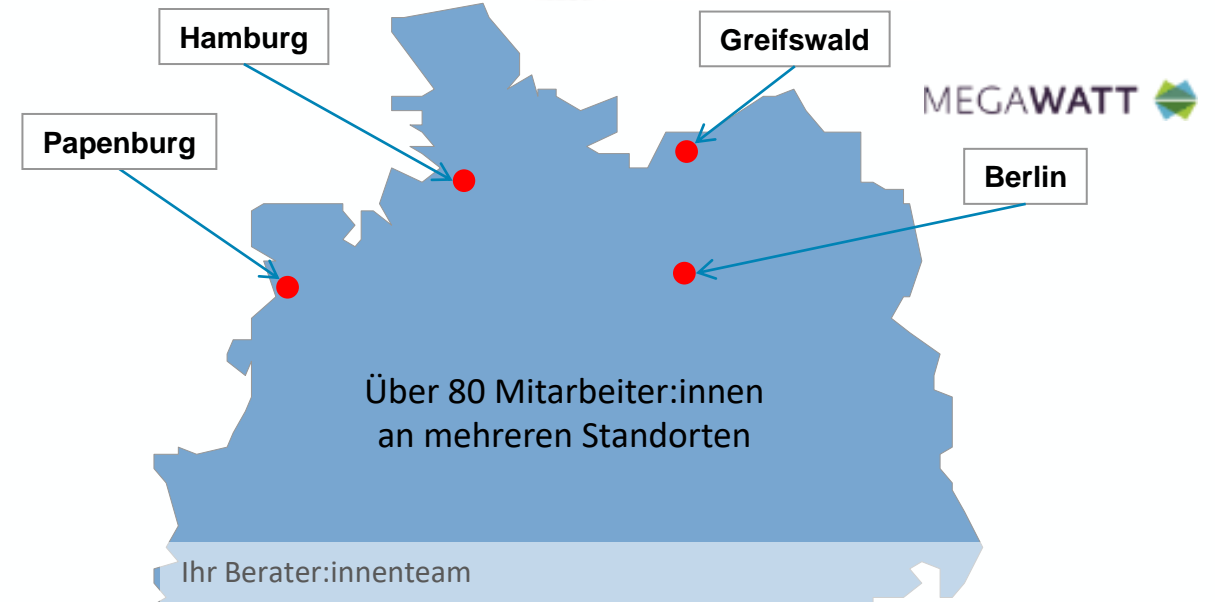 Hamburg
Greifswald
MEGAWATT
Papenburg
Berlin
Über 80 Mitarbeiter:innen
an mehreren Standorten
Ihr Berater:innenteam